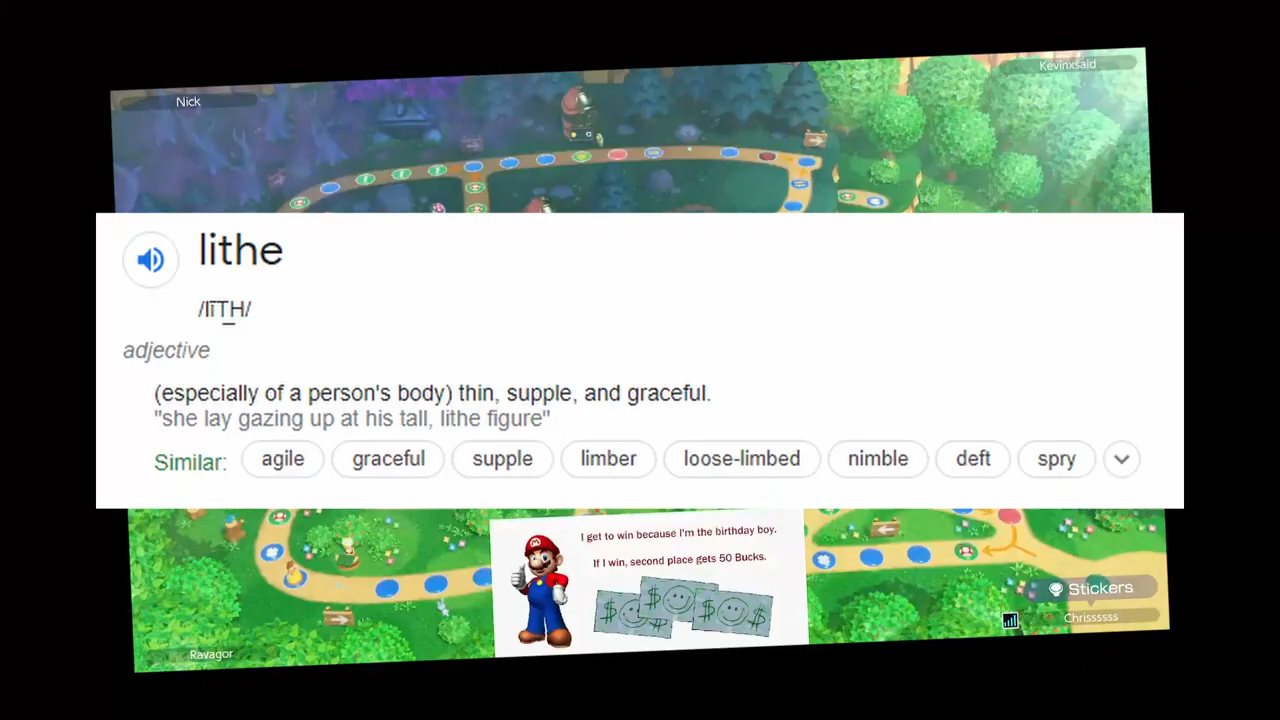 Nick
Kevinxsaid
lithe
/līT͟H/
adjective
(especially of a person's body) thin, supple, and graceful.
"she lay gazing up at his tall, lithe figure"
Similar: agile graceful supple limber loose-limbed nimble deft spry
I get to win because I'm the birthday boy.
If I win, second place gets 50 Bucks.
$ $ $ $ $
Stickers
Chrissssss
Ravagor